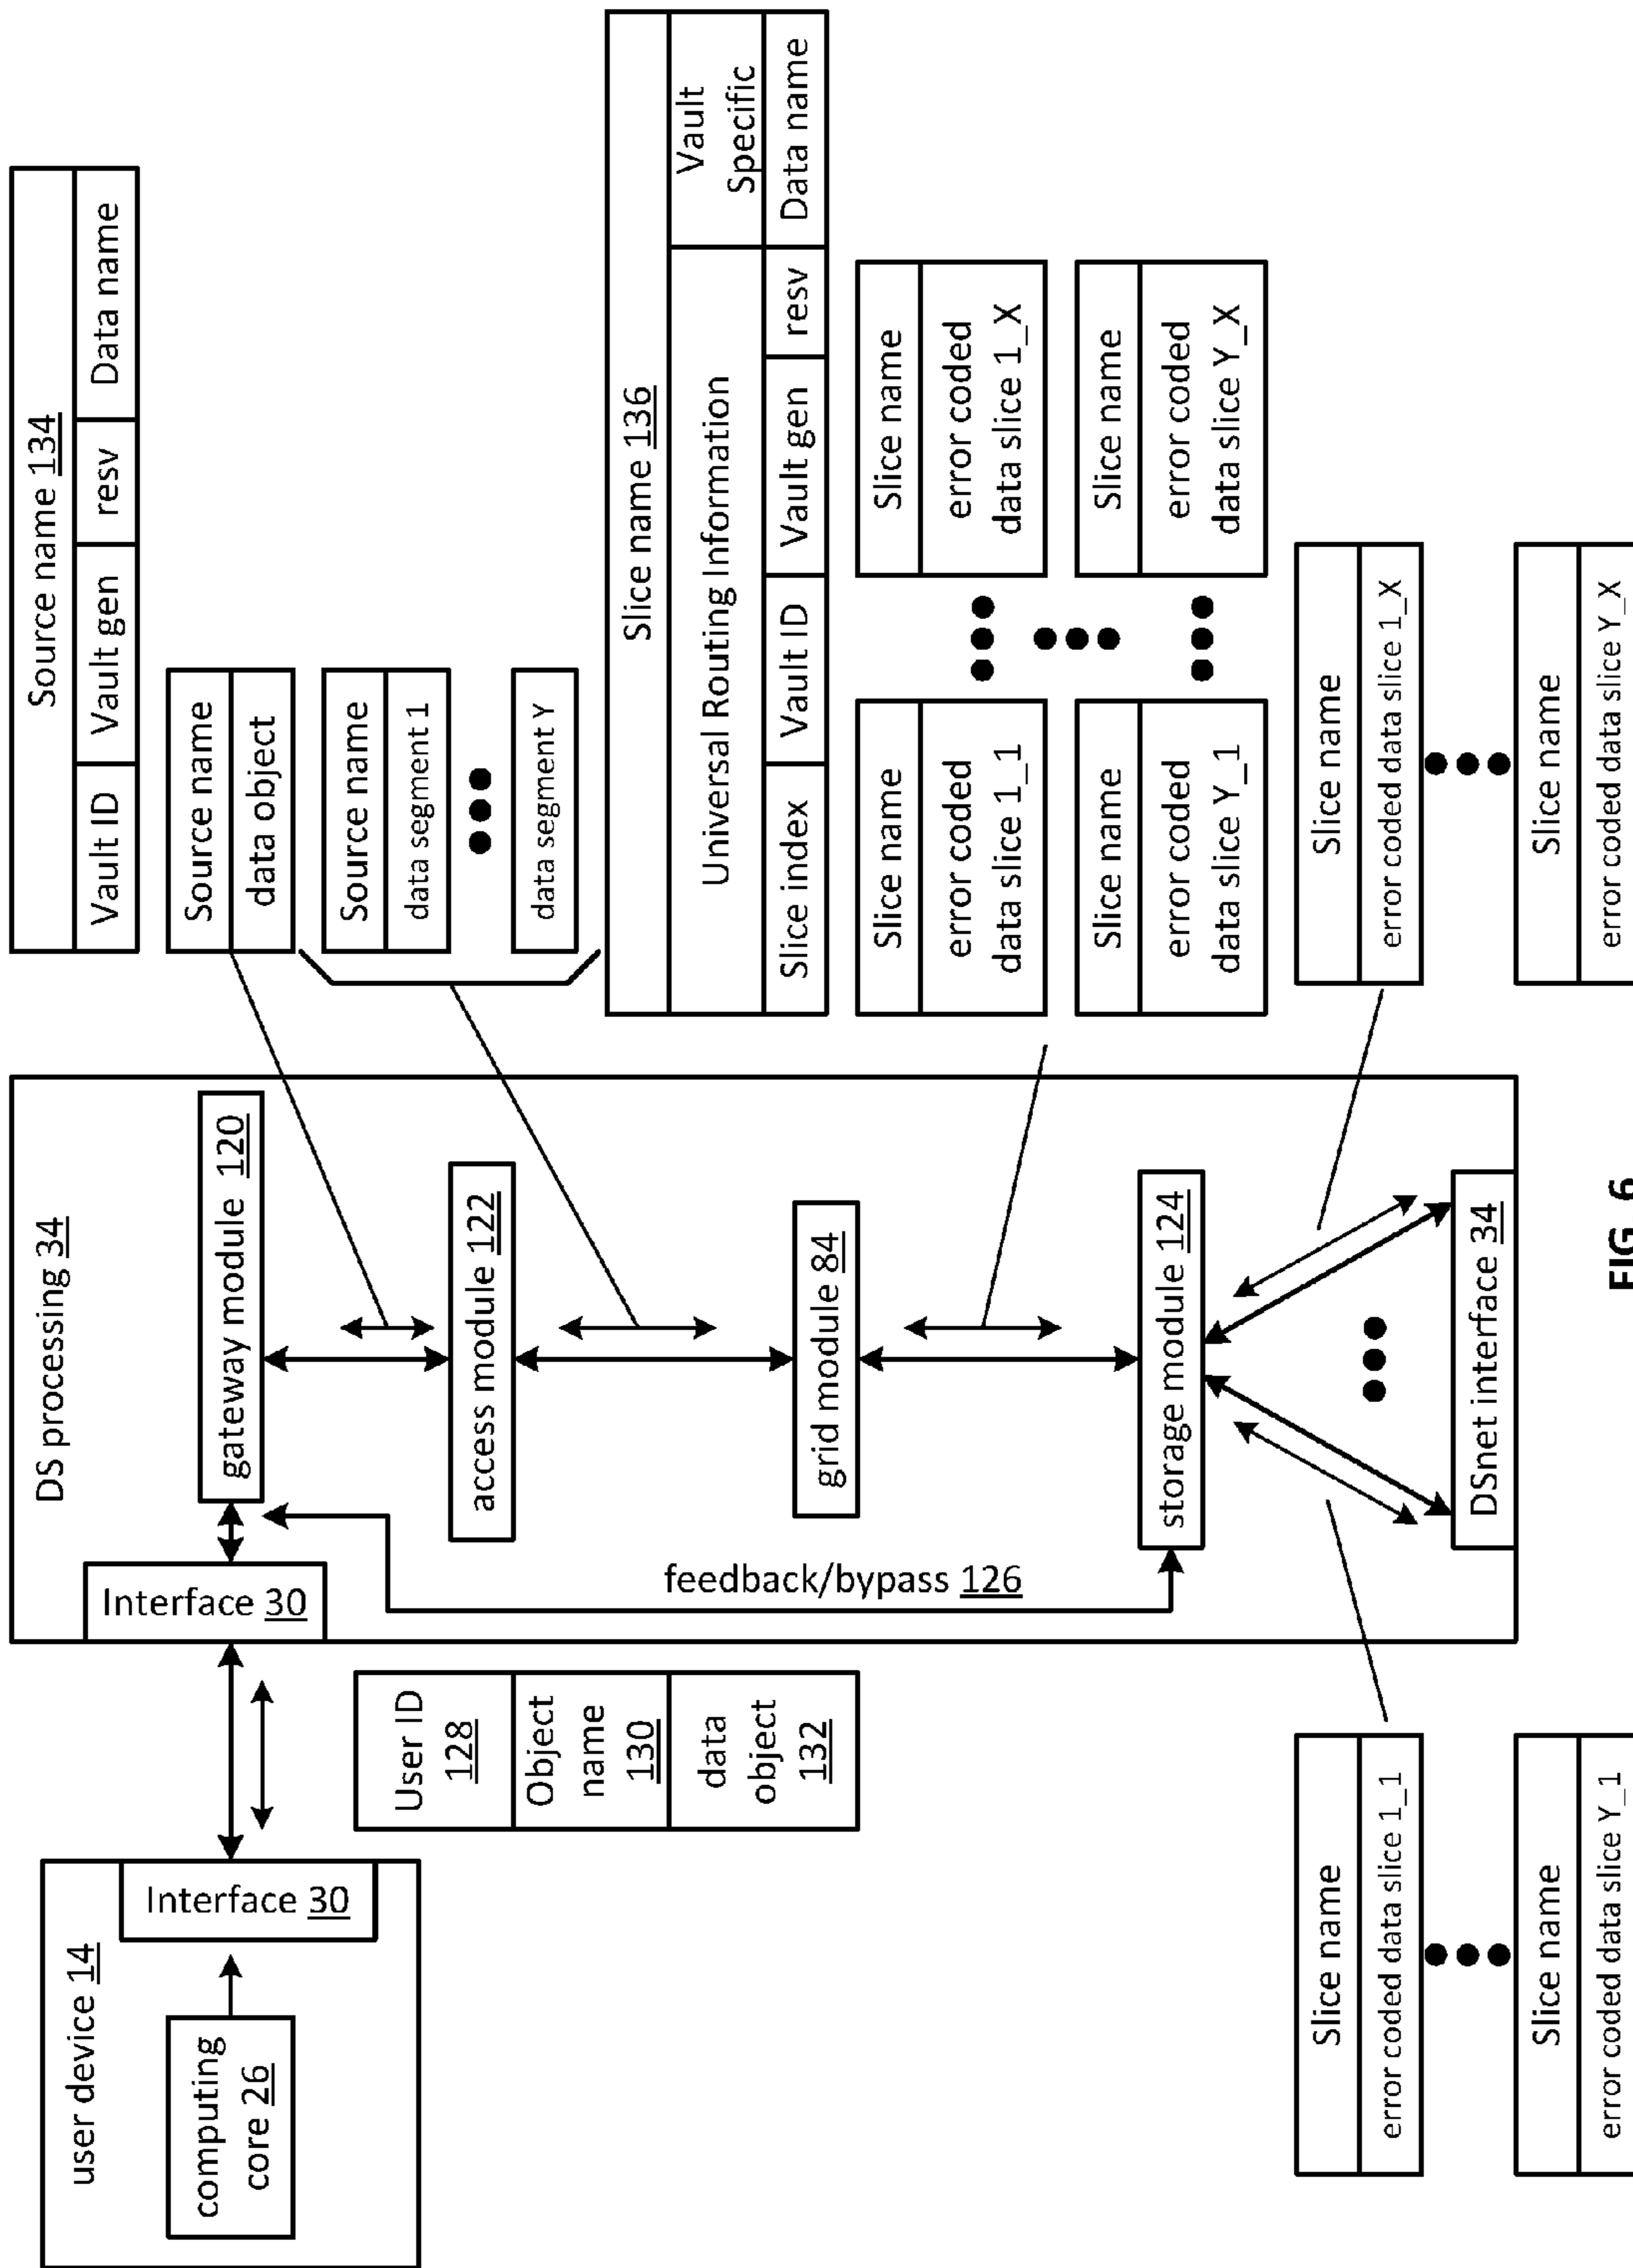 user device 14
computing
core 26
Interface 30
User ID
128
Object
name
130
data
object
132
DS processing 34
Interface 30
gateway module 120
access module 122
feedback/bypass 126
grid module 84
storage module 124
DSnet interface 34
Source name 134
Vault ID
Vault gen
resv
Data name
Source name
data object
Source name
data segment 1
data segment Y
Slice name 136
Universal Routing Information
Vault
Specific
Slice index
Vault ID
Vault gen
resv
Data name
Slice name
error coded
data slice 1_1
Slice name
error coded
data slice 1_X
Slice name
error coded
data slice Y_1
Slice name
error coded
data slice Y_X
Slice name
error coded data slice 1_1
Slice name
error coded data slice Y_1
Slice name
error coded data slice 1_X
Slice name
error coded data slice Y_X
FIG. 6